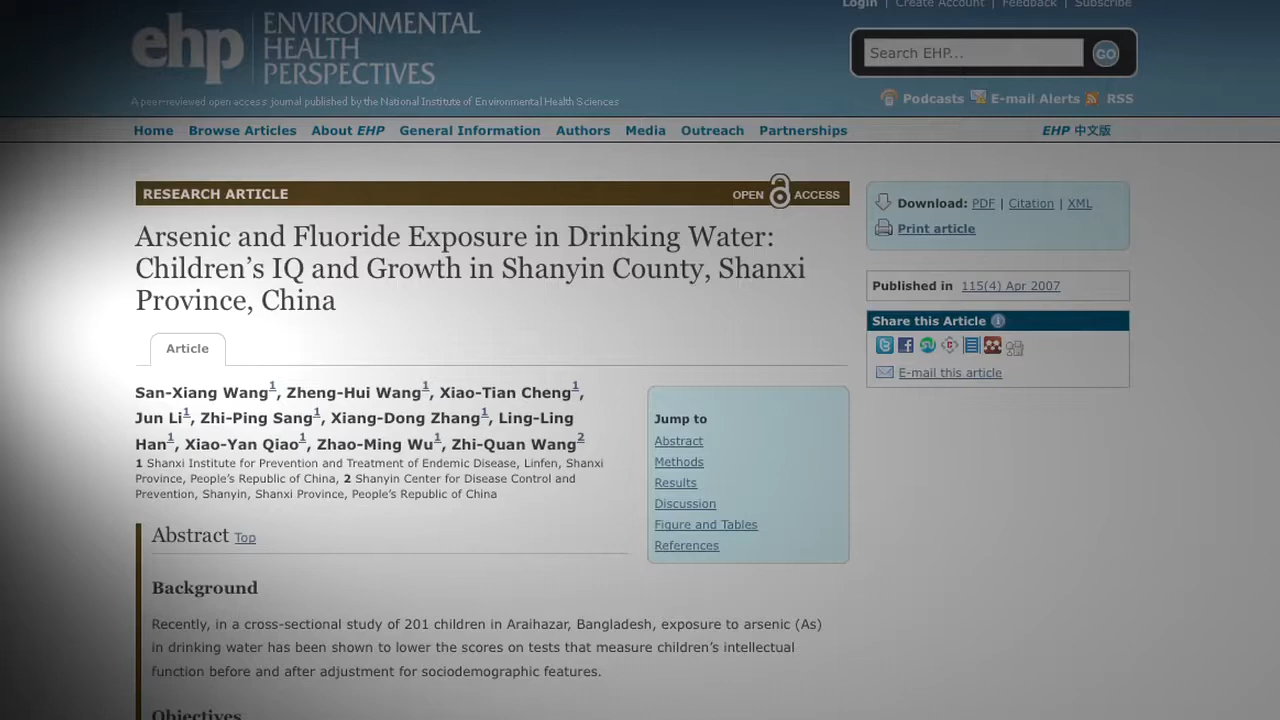 Login | Create Account | Feedback | Subscribe
ehp ENVIRONMENTAL
HEALTH
PERSPECTIVES
Search EHP... GO
A peer-reviewed open access journal published by the National Institute of Environmental Health Sciences
Podcasts E-mail Alerts RSS
Home Browse Articles About EHP General Information Authors Media Outreach Partnerships EHP 中文版
RESEARCH ARTICLE OPEN ACCESS
Arsenic and Fluoride Exposure in Drinking Water:
Children's IQ and Growth in Shanyin County, Shanxi
Province, China
Download: PDF | Citation | XML
Print article
Published in 115(4) Apr 2007
Share this Article i
E-mail this article
Article
San-Xiang Wang1, Zheng-Hui Wang1, Xiao-Tian Cheng1,
Jun Li1, Zhi-Ping Sang1, Xiang-Dong Zhang1, Ling-Ling
Han1, Xiao-Yan Qiao1, Zhao-Ming Wu1, Zhi-Quan Wang2
1 Shanxi Institute for Prevention and Treatment of Endemic Disease, Linfen, Shanxi
Province, People's Republic of China, 2 Shanyin Center for Disease Control and
Prevention, Shanyin, Shanxi Province, People's Republic of China
Jump to
Abstract
Methods
Results
Discussion
Figure and Tables
References
Abstract Top
Background
Recently, in a cross-sectional study of 201 children in Araihazar, Bangladesh, exposure to arsenic (As)
in drinking water has been shown to lower the scores on tests that measure children's intellectual
function before and after adjustment for sociodemographic features.
Objectives